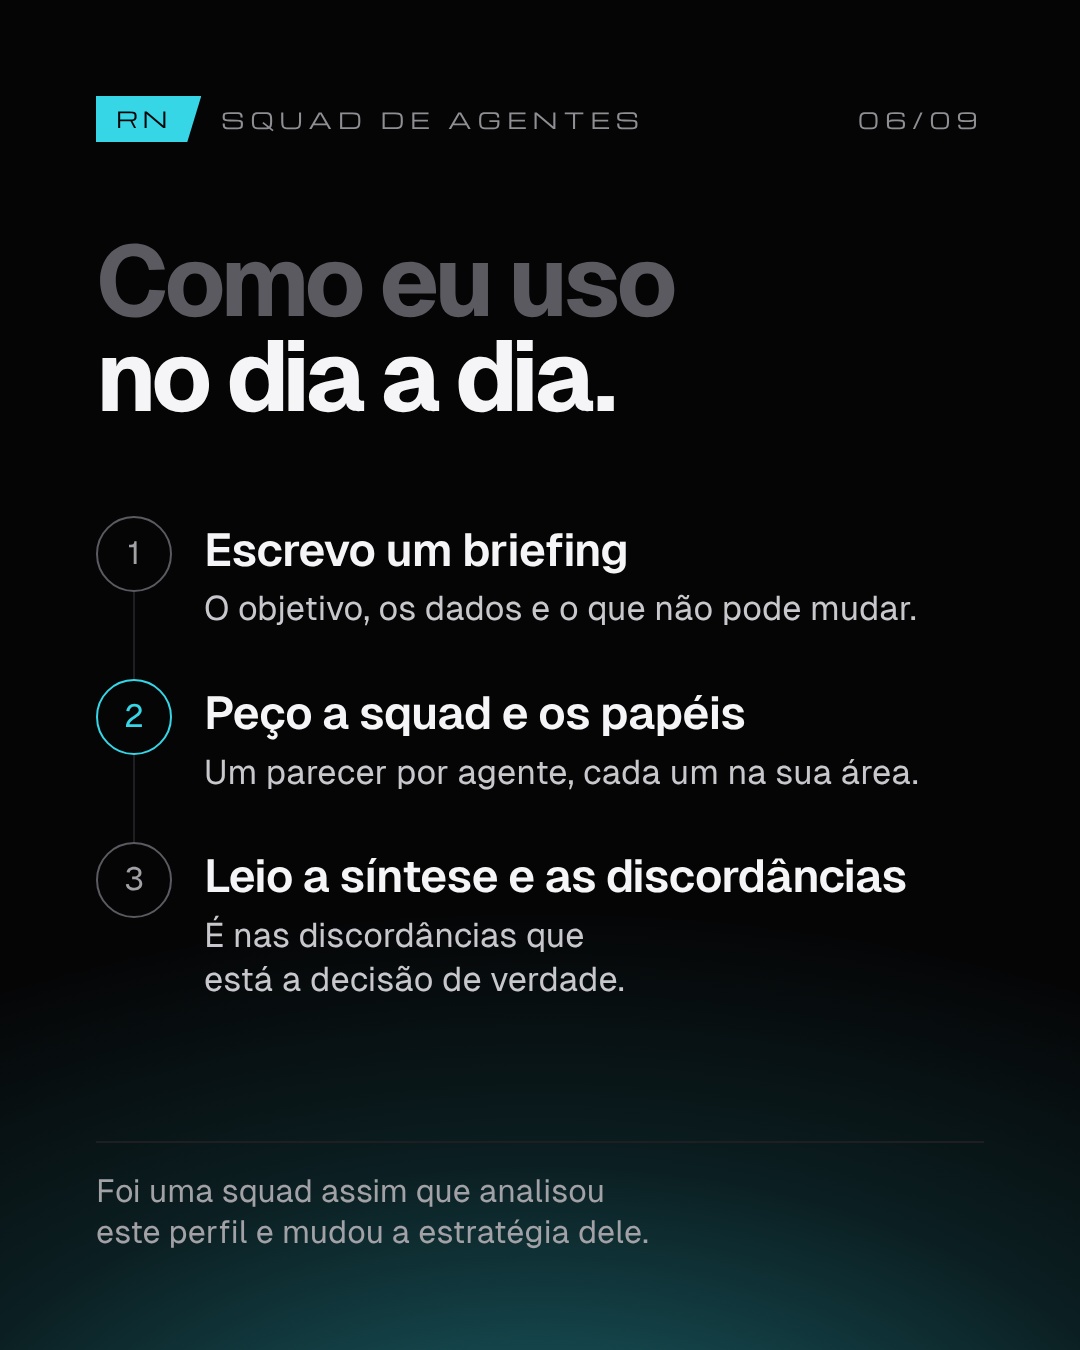 RN SQUAD DE AGENTES 06/09
Como eu uso
no dia a dia.
1 Escrevo um briefing
O objetivo, os dados e o que não pode mudar.
2 Peço a squad e os papéis
Um parecer por agente, cada um na sua área.
3 Leio a síntese e as discordâncias
É nas discordâncias que
está a decisão de verdade.
Foi uma squad assim que analisou
este perfil e mudou a estratégia dele.